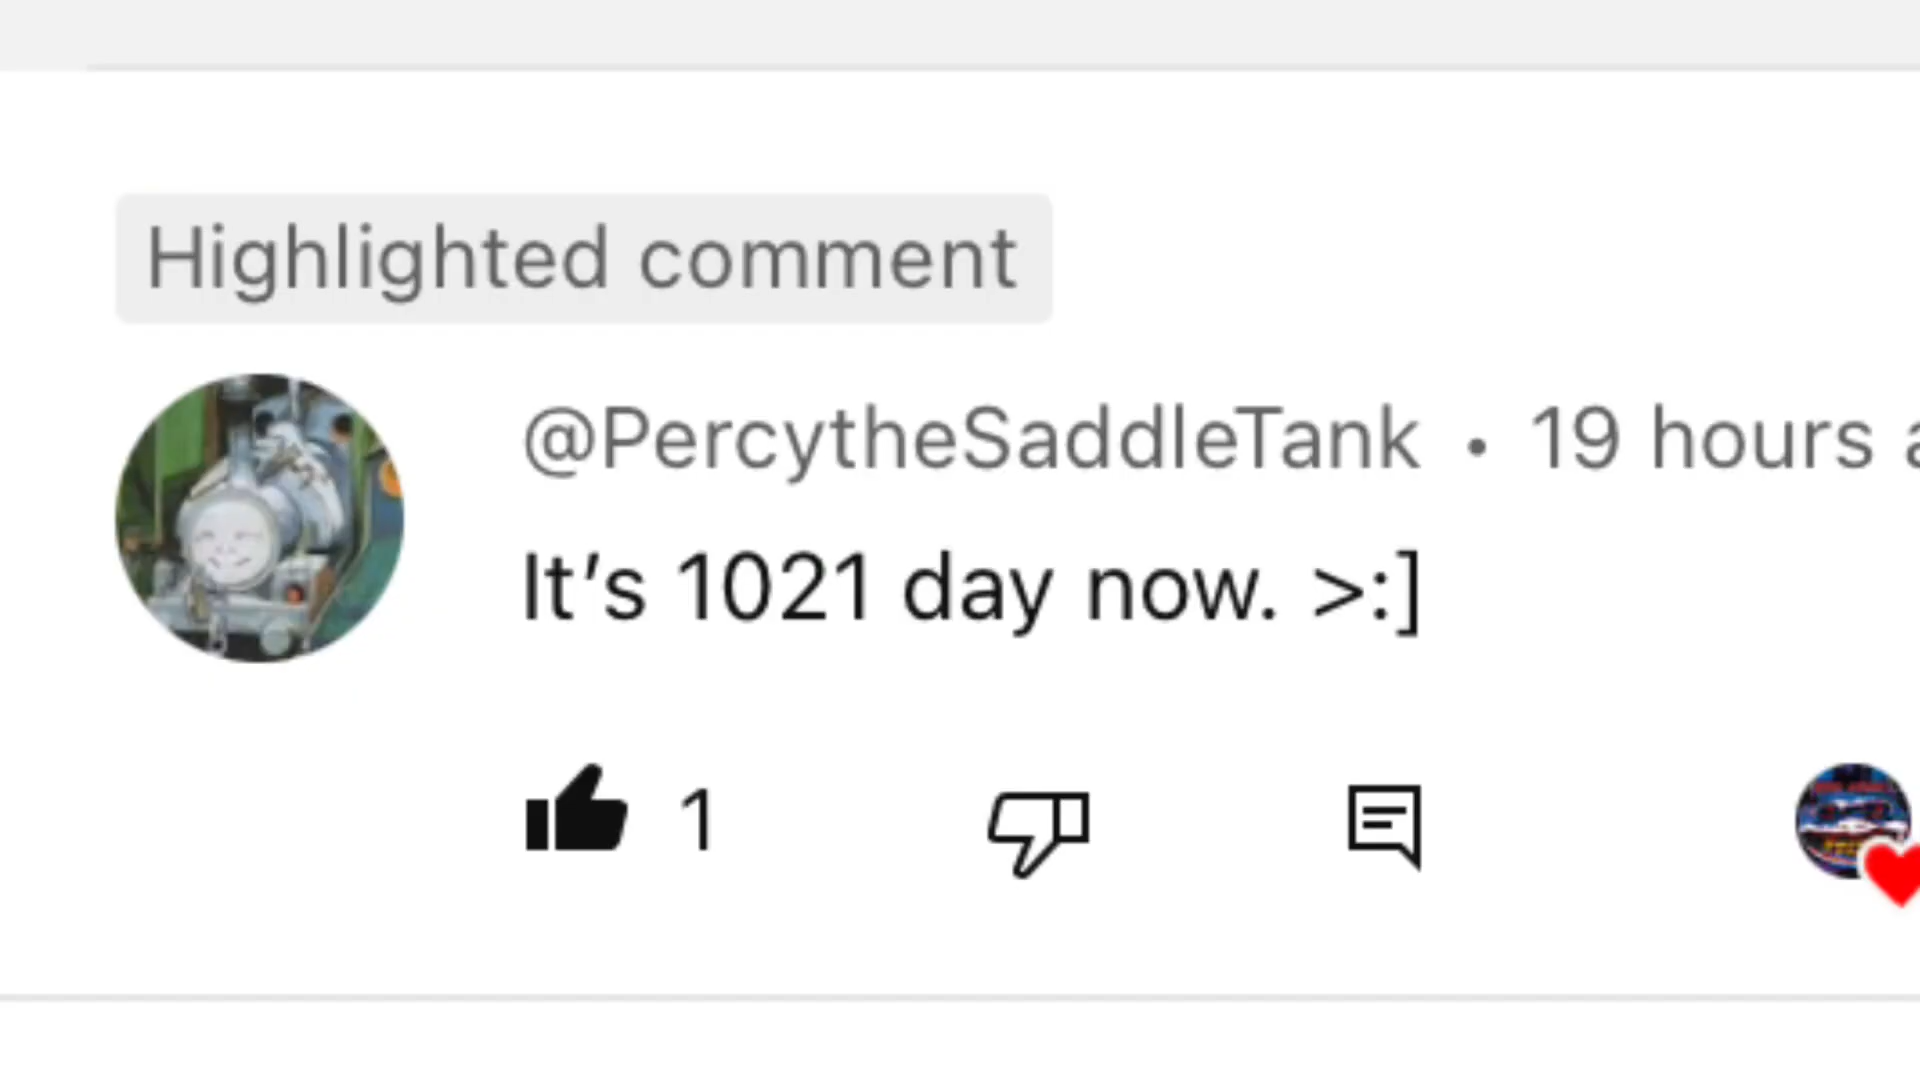 Highlighted comment
@PercytheSaddleTank • 19 hours a
It’s 1021 day now. >:]
1